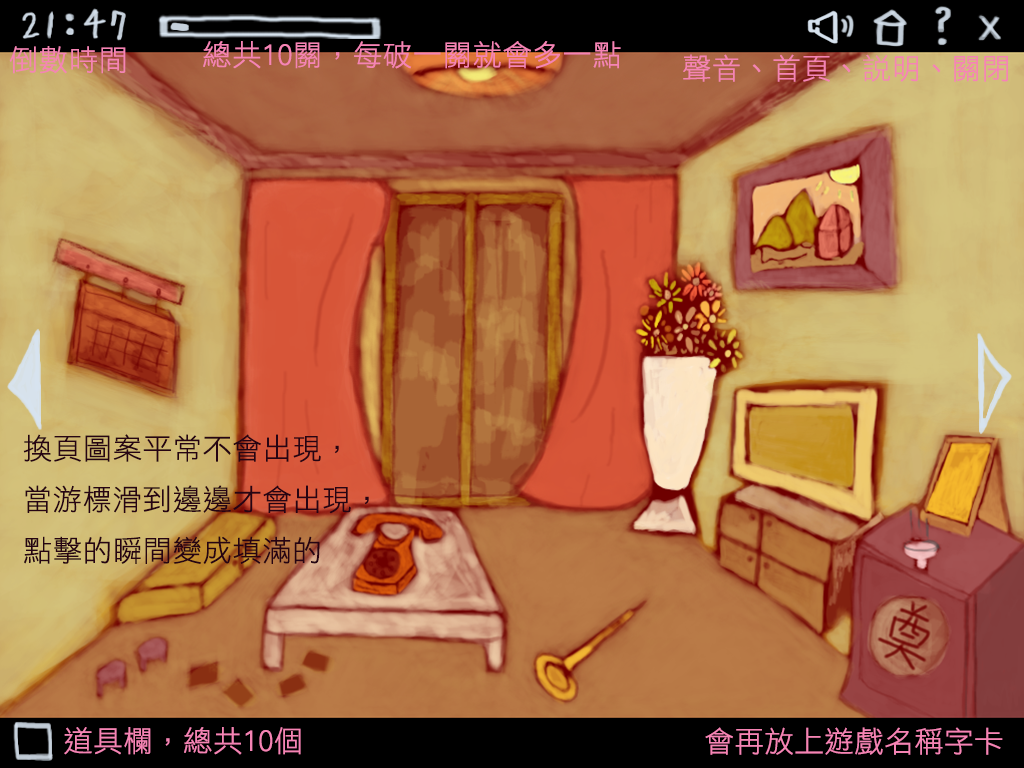 21:47
? X
倒數時間
總共10關，每破一關就會多一點
聲音、首頁、說明、關閉
換頁圖案平常不會出現，
當游標滑到邊邊才會出現，
點擊的瞬間變成填滿的
奠
道具欄，總共10個
會再放上遊戲名稱字卡